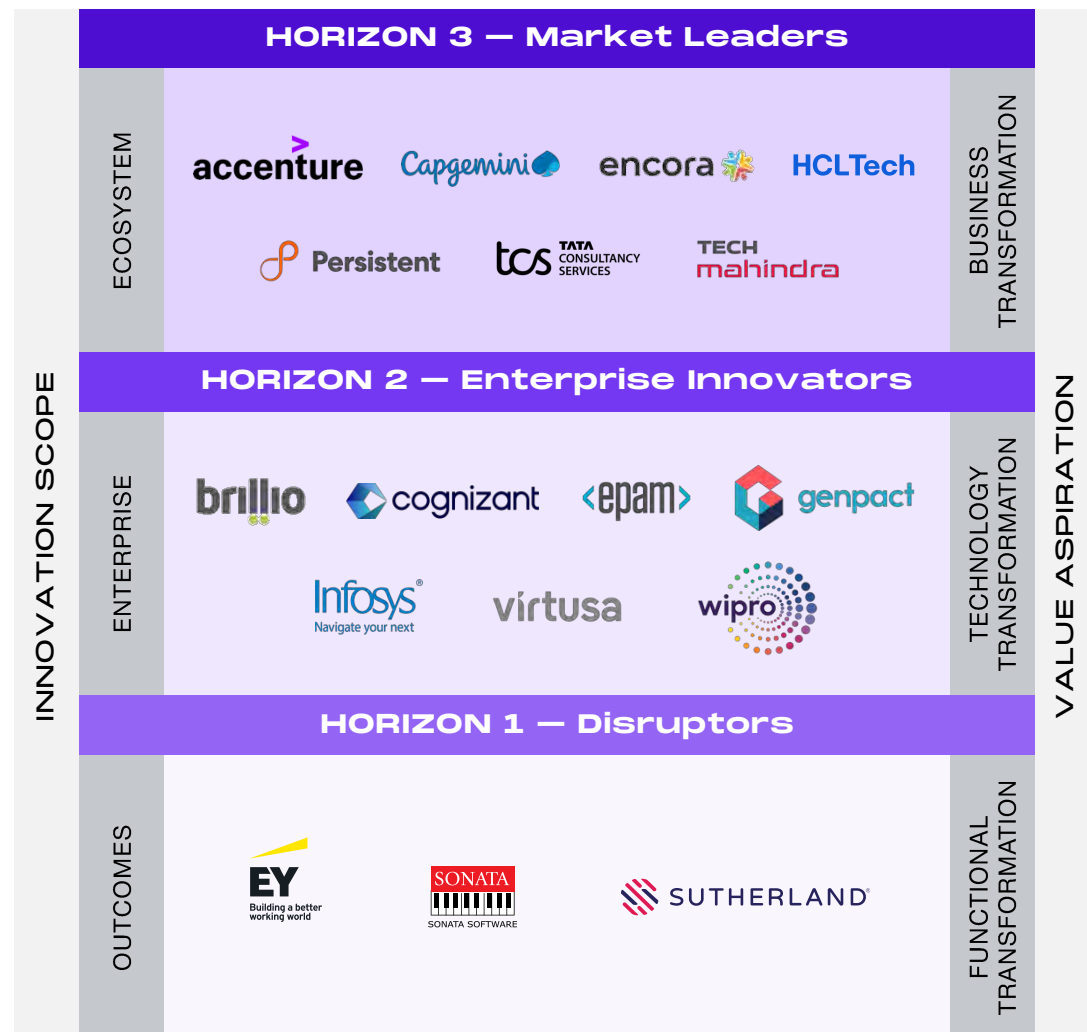 HORIZON 3 — Market Leaders
INNOVATION SCOPE
VALUE ASPIRATION
ECOSYSTEM
BUSINESS
TRANSFORMATION
accenture
Capgemini
encora
HCLTech
Persistent
tcs TATA
CONSULTANCY
SERVICES
TECH
mahindra
HORIZON 2 — Enterprise Innovators
ENTERPRISE
TECHNOLOGY
TRANSFORMATION
brillio
cognizant
<epam>
genpact
Infosys®
Navigate your next
virtusa
wipro
HORIZON 1 — Disruptors
OUTCOMES
FUNCTIONAL
TRANSFORMATION
EY
Building a better
working world
SONATA
SONATA SOFTWARE
SUTHERLAND®